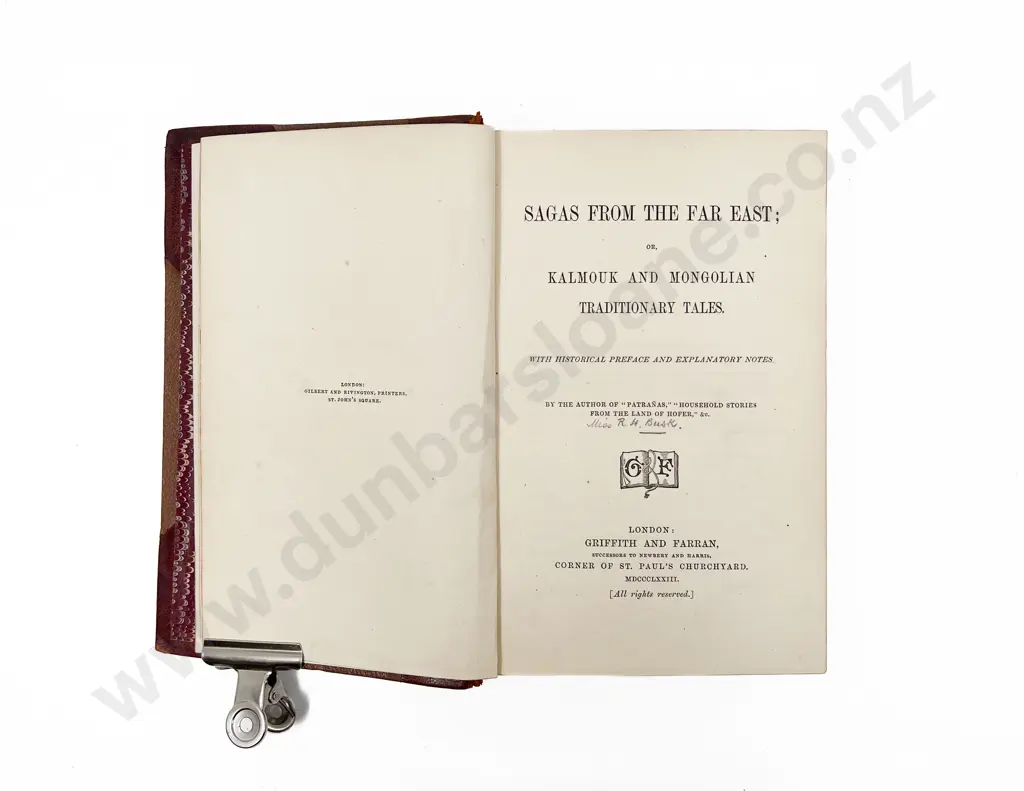 LONDON:
GILBERT AND RIVINGTON, PRINTERS,
ST. JOHN'S SQUARE.
SAGAS FROM THE FAR EAST;
OR,
KALMOUK AND MONGOLIAN
TRADITIONARY TALES.
WITH HISTORICAL PREFACE AND EXPLANATORY NOTES.
BY THE AUTHOR OF "PATRAÑAS," "HOUSEHOLD STORIES
FROM THE LAND OF HOFER," &c.
Miss R. H. Busk.
G F
LONDON:
GRIFFITH AND FARRAN,
SUCCESSORS TO NEWBERY AND HARRIS,
CORNER OF ST. PAUL'S CHURCHYARD.
MDCCCLXXIII.
[All rights reserved.]
www.dunbarsloane.co.nz